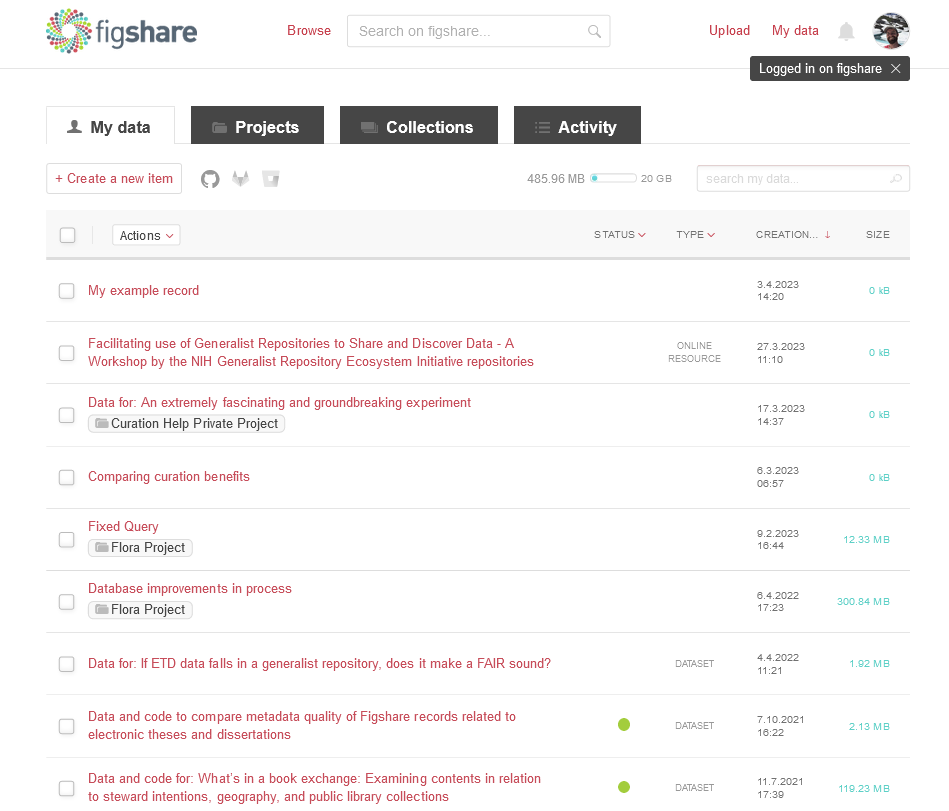 figshare
Browse
Search on figshare...
Upload
My data
Logged in on figshare
My data
Projects
Collections
Activity
+ Create a new item
485.96 MB
20 GB
search my data...
Actions
STATUS
TYPE
CREATION...
SIZE
My example record
3.4.2023
14:20
0 kB
Facilitating use of Generalist Repositories to Share and Discover Data - A
Workshop by the NIH Generalist Repository Ecosystem Initiative repositories
ONLINE
RESOURCE
27.3.2023
11:10
0 kB
Data for: An extremely fascinating and groundbreaking experiment
Curation Help Private Project
17.3.2023
14:37
0 kB
Comparing curation benefits
6.3.2023
06:57
0 kB
Fixed Query
Flora Project
9.2.2023
16:44
12.33 MB
Database improvements in process
Flora Project
6.4.2022
17:23
300.84 MB
Data for: If ETD data falls in a generalist repository, does it make a FAIR sound?
DATASET
4.4.2022
11:21
1.92 MB
Data and code to compare metadata quality of Figshare records related to
electronic theses and dissertations
DATASET
7.10.2021
16:22
2.13 MB
Data and code for: What's in a book exchange: Examining contents in relation
to steward intentions, geography, and public library collections
DATASET
11.7.2021
17:39
119.23 MB